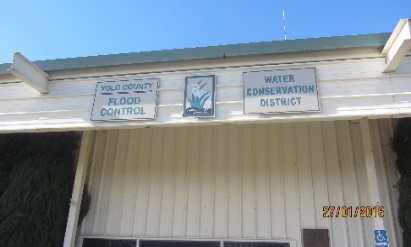 YOLO COUNTY
FLOOD
CONTROL
WATER
CONSERVATION
DISTRICT
27/01/2016